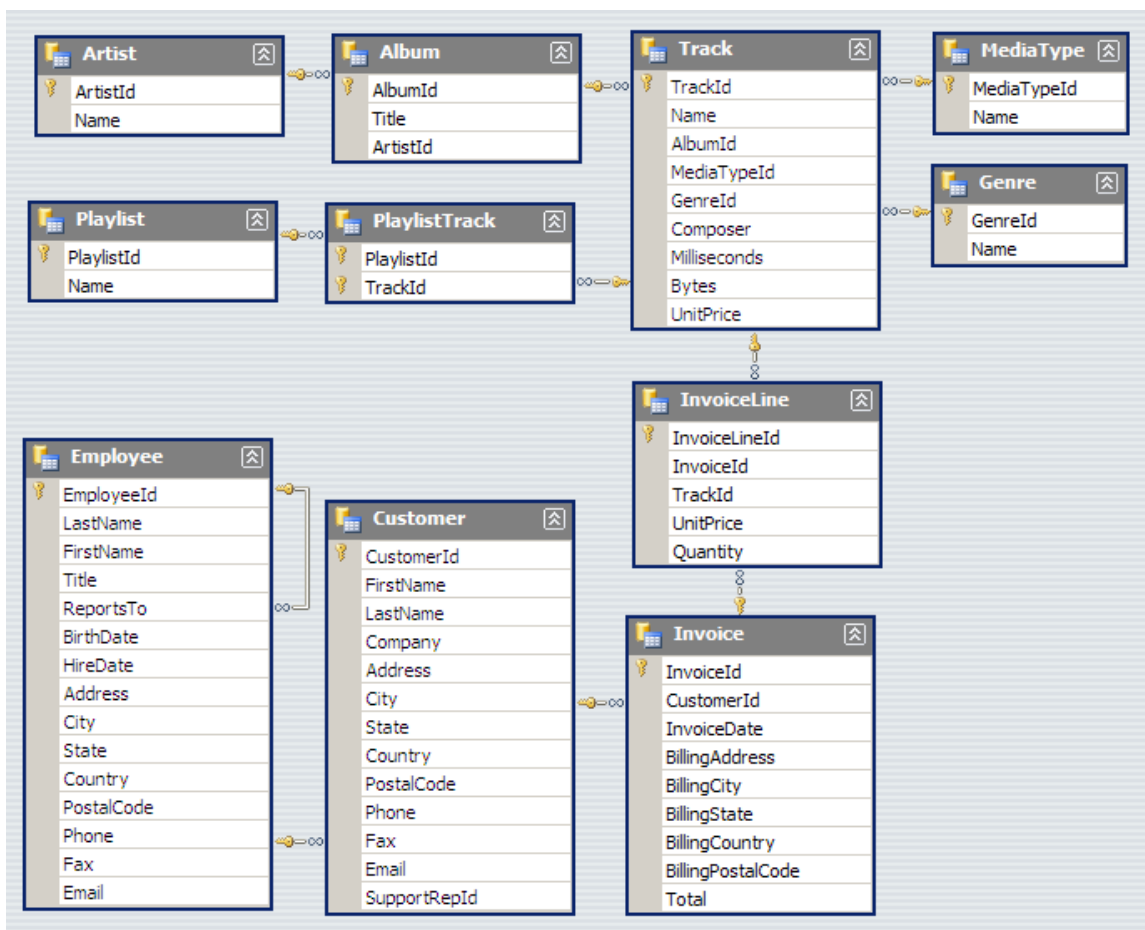 Artist
ArtistId
Name
Album
AlbumId
Title
ArtistId
Track
TrackId
Name
AlbumId
MediaTypeId
GenreId
Composer
Milliseconds
Bytes
UnitPrice
MediaType
MediaTypeId
Name
Genre
GenreId
Name
Playlist
PlaylistId
Name
PlaylistTrack
PlaylistId
TrackId
InvoiceLine
InvoiceLineId
InvoiceId
TrackId
UnitPrice
Quantity
Employee
EmployeeId
LastName
FirstName
Title
ReportsTo
BirthDate
HireDate
Address
City
State
Country
PostalCode
Phone
Fax
Email
Customer
CustomerId
FirstName
LastName
Company
Address
City
State
Country
PostalCode
Phone
Fax
Email
SupportRepId
Invoice
InvoiceId
CustomerId
InvoiceDate
BillingAddress
BillingCity
BillingState
BillingCountry
BillingPostalCode
Total